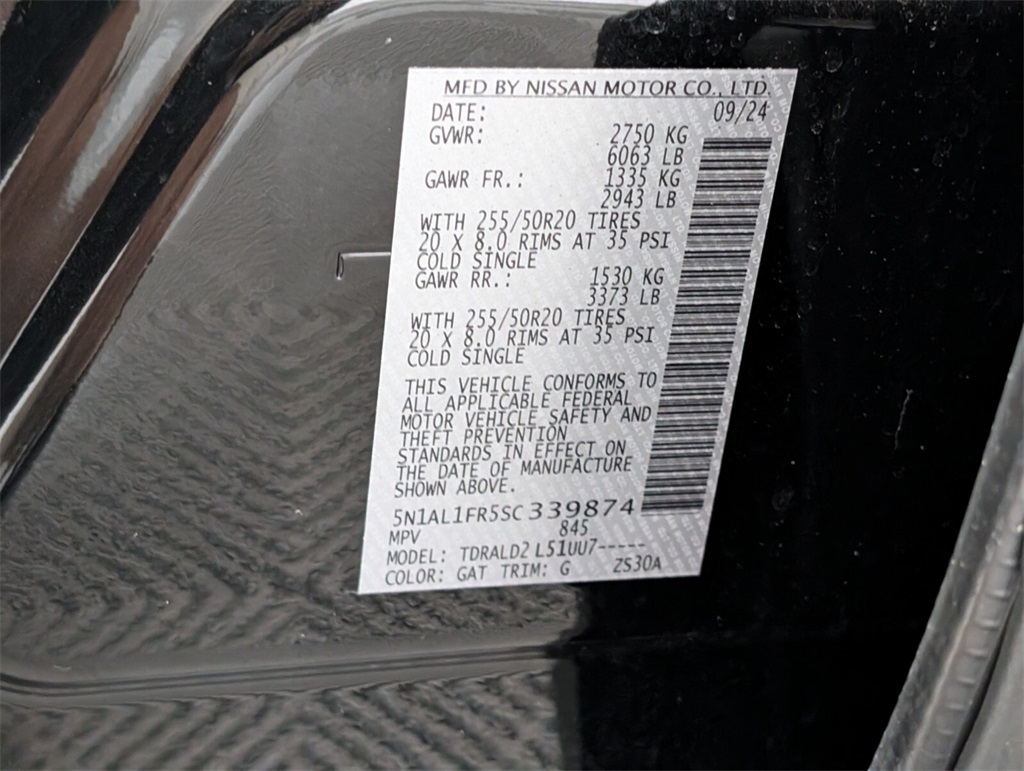 MFD BY NISSAN MOTOR CO., LTD.
DATE: 09/24
GVWR: 2750 KG
6063 LB
GAWR FR.: 1335 KG
2943 LB
WITH 255/50R20 TIRES
20 X 8.0 RIMS AT 35 PSI
COLD SINGLE
GAWR RR.: 1530 KG
3373 LB
WITH 255/50R20 TIRES
20 X 8.0 RIMS AT 35 PSI
COLD SINGLE
THIS VEHICLE CONFORMS TO
ALL APPLICABLE FEDERAL
MOTOR VEHICLE SAFETY AND
THEFT PREVENTION
STANDARDS IN EFFECT ON
THE DATE OF MANUFACTURE
SHOWN ABOVE.
5N1AL1FR5SC339874
MPV 845
MODEL: TDRALD2 L51UU7-----
COLOR: GAT TRIM: G ZS30A